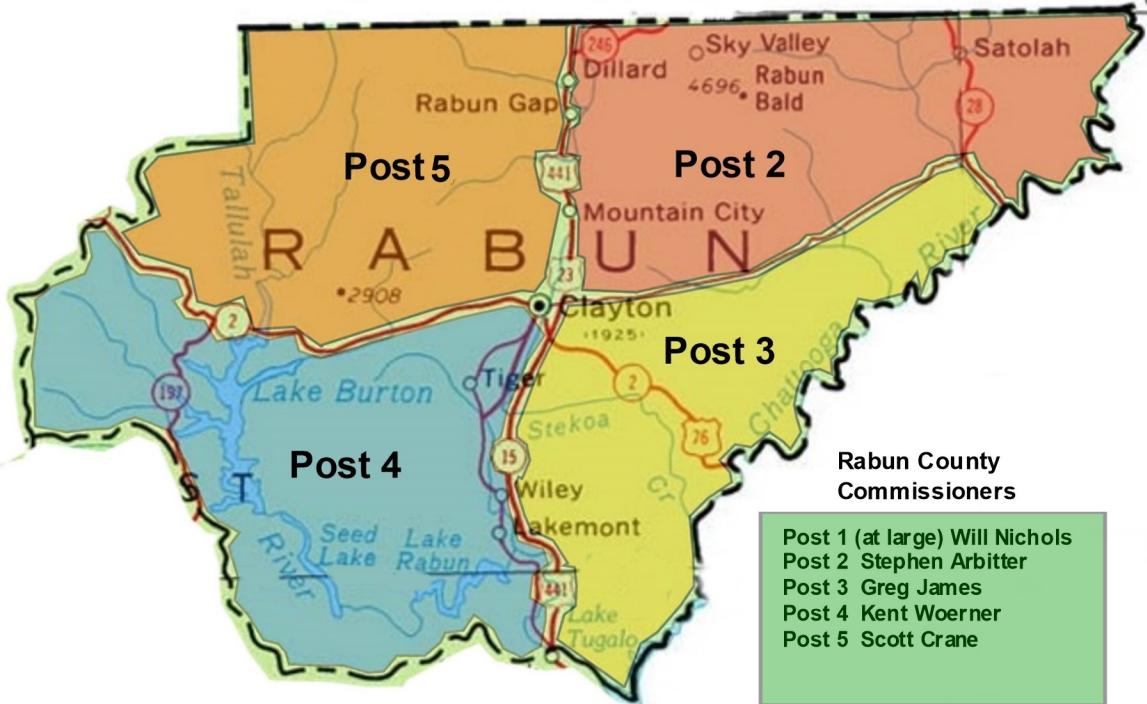 246
Sky Valley
Satolah
Dillard
4696
Rabun
Bald
Rabun Gap
28
Post 5
441
Post 2
Tallulah
Mountain City
River
R A B U N
23
2908
Clayton
2
·1925·
Post 3
Chattooga
197
Lake Burton
Tiger
2
Stekoa
76
Post 4
15
Cr
S T
Wiley
Lakemont
River
Seed
Lake
Lake
Rabun
441
Lake
Tugalo
Rabun County
Commissioners
Post 1 (at large) Will Nichols
Post 2 Stephen Arbitter
Post 3 Greg James
Post 4 Kent Woerner
Post 5 Scott Crane